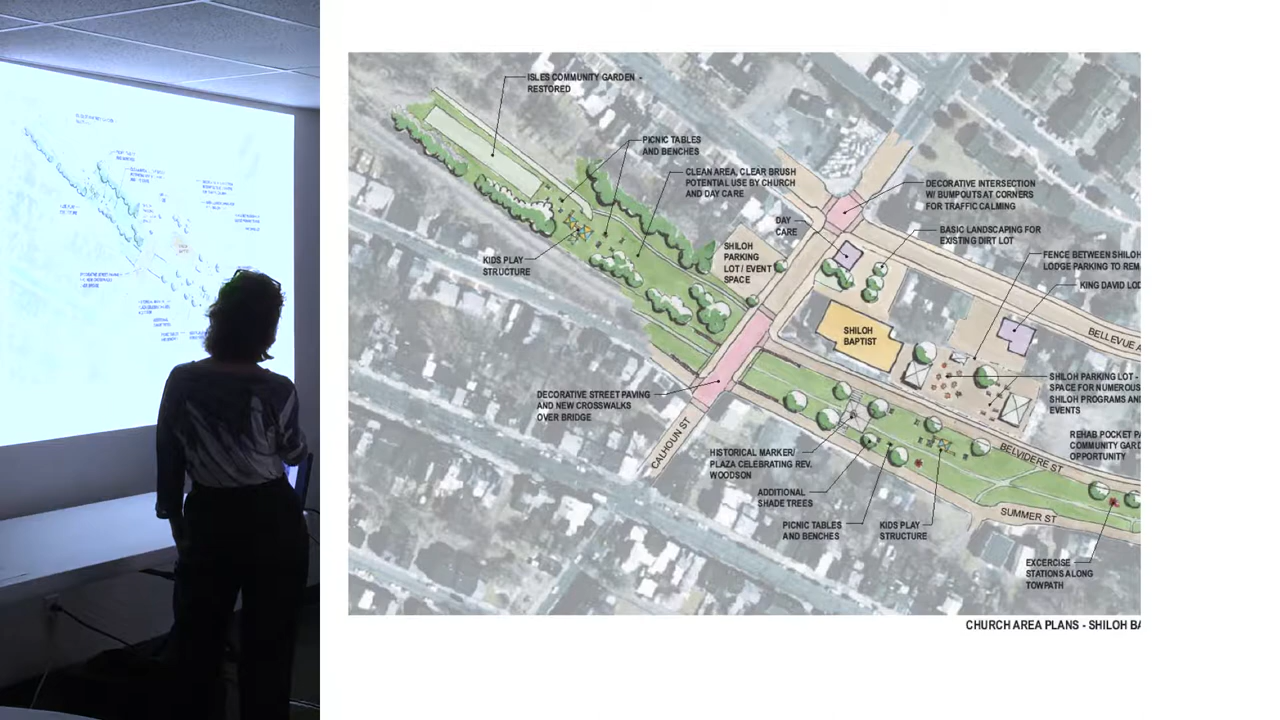 ISLES COMMUNITY GARDEN -
RESTORED
PICNIC TABLES
AND BENCHES
CLEAN AREA, CLEAR BRUSH
POTENTIAL USE BY CHURCH
AND DAY CARE
DECORATIVE INTERSECTION
W/ BUMPOUTS AT CORNERS
FOR TRAFFIC CALMING
DAY
CARE
BASIC LANDSCAPING FOR
EXISTING DIRT LOT
SHILOH
PARKING
LOT / EVENT
SPACE
KIDS PLAY
STRUCTURE
FENCE BETWEEN SHILOH
LODGE PARKING TO REM
KING DAVID LOD
BELLEVUE A
SHILOH
BAPTIST
SHILOH PARKING LOT -
SPACE FOR NUMEROUS
SHILOH PROGRAMS AND
EVENTS
DECORATIVE STREET PAVING
AND NEW CROSSWALKS
OVER BRIDGE
CALHOUN ST
REHAB POCKET PA
COMMUNITY GARD
OPPORTUNITY
HISTORICAL MARKER/
PLAZA CELEBRATING REV.
WOODSON
BELVIDERE ST
ADDITIONAL
SHADE TREES
PICNIC TABLES
AND BENCHES
KIDS PLAY
STRUCTURE
SUMMER ST
EXCERCISE
STATIONS ALONG
TOWPATH
CHURCH AREA PLANS - SHILOH BA